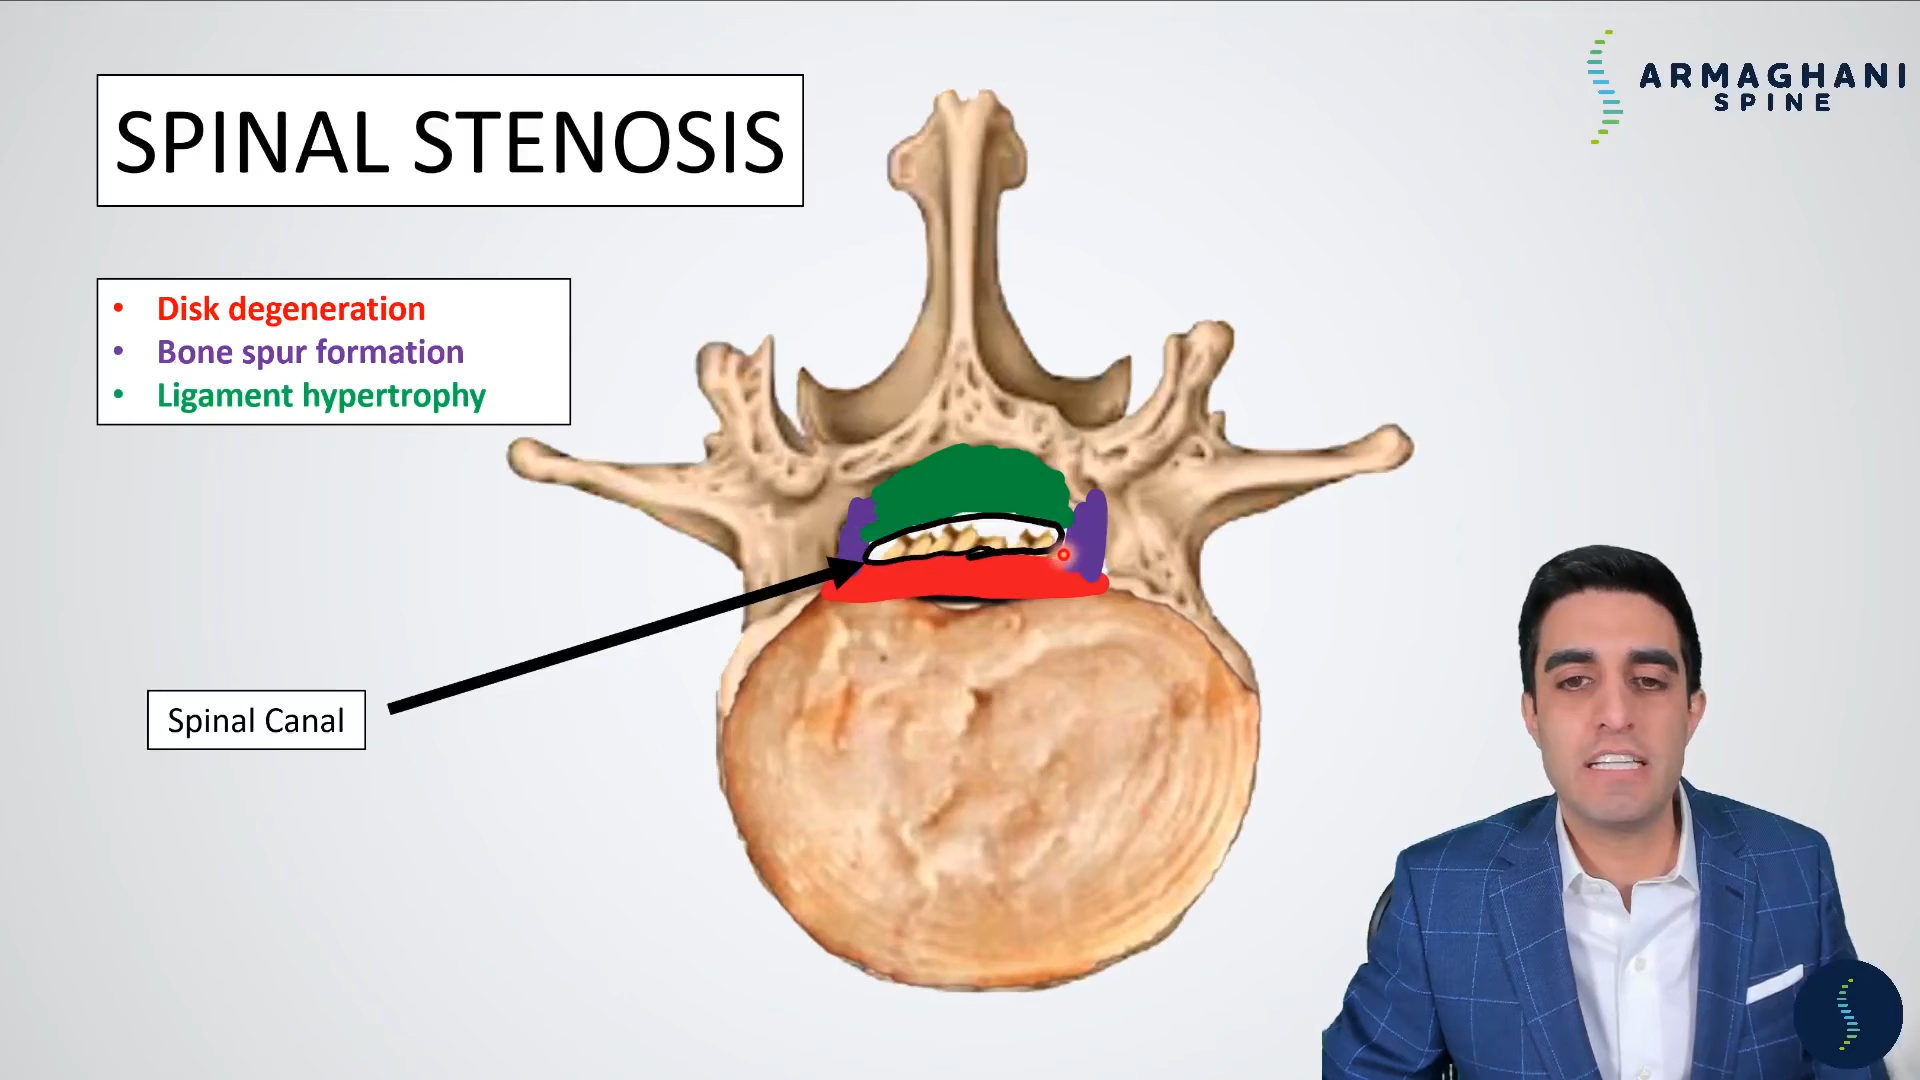 SPINAL STENOSIS
ARMAGHANI
SPINE
• Disk degeneration
• Bone spur formation
• Ligament hypertrophy
Spinal Canal